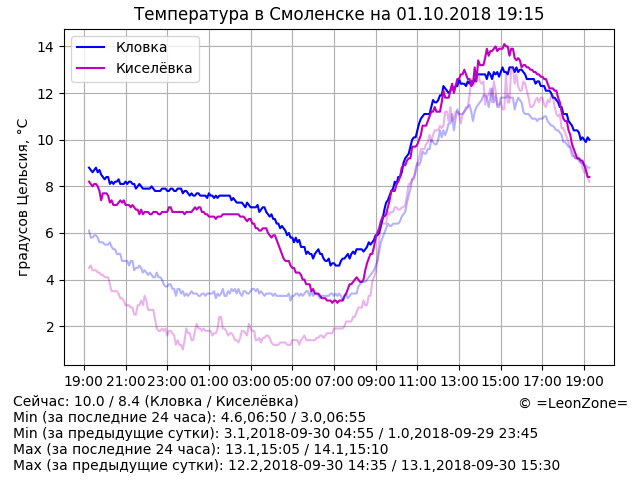 Температура в Смоленске на 01.10.2018 19:15
Кловка
Киселёвка
градусов Цельсия, °C
14
12
10
8
6
4
2
19:00 21:00 23:00 01:00 03:00 05:00 07:00 09:00 11:00 13:00 15:00 17:00 19:00
Сейчас: 10.0 / 8.4 (Кловка / Киселёвка)
© =LeonZone=
Min (за последние 24 часа): 4.6,06:50 / 3.0,06:55
Min (за предыдущие сутки): 3.1,2018-09-30 04:55 / 1.0,2018-09-29 23:45
Max (за последние 24 часа): 13.1,15:05 / 14.1,15:10
Max (за предыдущие сутки): 12.2,2018-09-30 14:35 / 13.1,2018-09-30 15:30